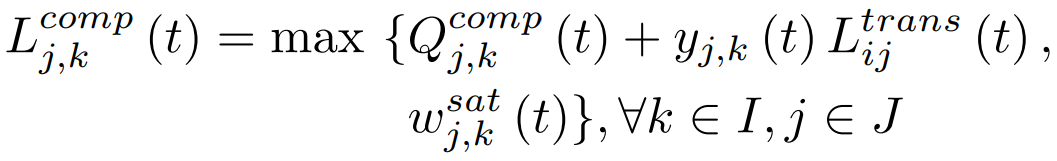 L_{j,k}^{comp} (t) = max {Q_{j,k}^{comp} (t) + y_{j,k} (t) L_{ij}^{trans} (t) ,
w_{j,k}^{sat} (t)}, ∀k ∈ I, j ∈ J